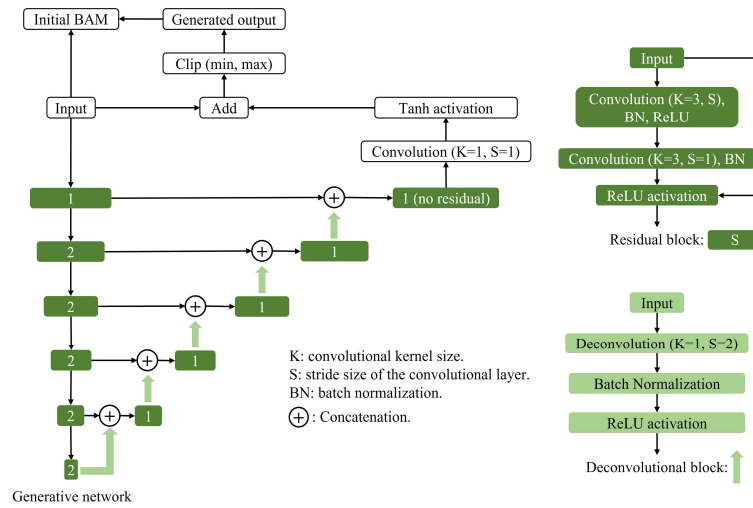 Initial BAM
Generated output
Clip (min, max)
Input
Add
Tanh activation
Convolution (K=1, S=1)
1
1 (no residual)
2
1
2
1
2
1
2
1
2
Generative network
K: convolutional kernel size.
S: stride size of the convolutional layer.
BN: batch normalization.
: Concatenation.
Input
Convolution (K=3, S),
BN, ReLU
Convolution (K=3, S=1), BN
ReLU activation
Residual block: S
Input
Deconvolution (K=1, S=2)
Batch Normalization
ReLU activation
Deconvolutional block: